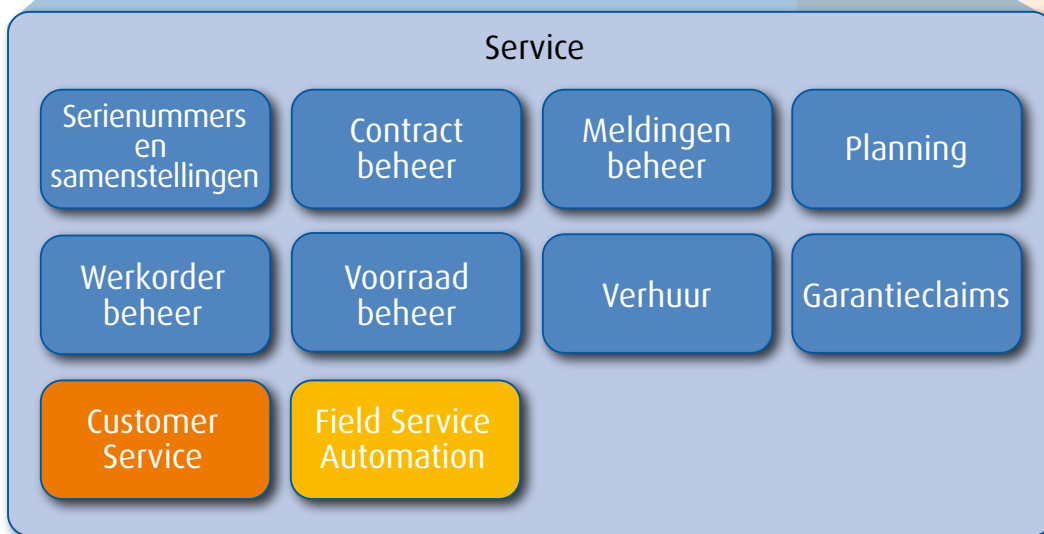 Service
Serienummers
en
samenstellingen
Contract
beheer
Meldingen
beheer
Planning
Werkorder
beheer
Voorraad
beheer
Verhuur
Garantieclaims
Customer
Service
Field Service
Automation